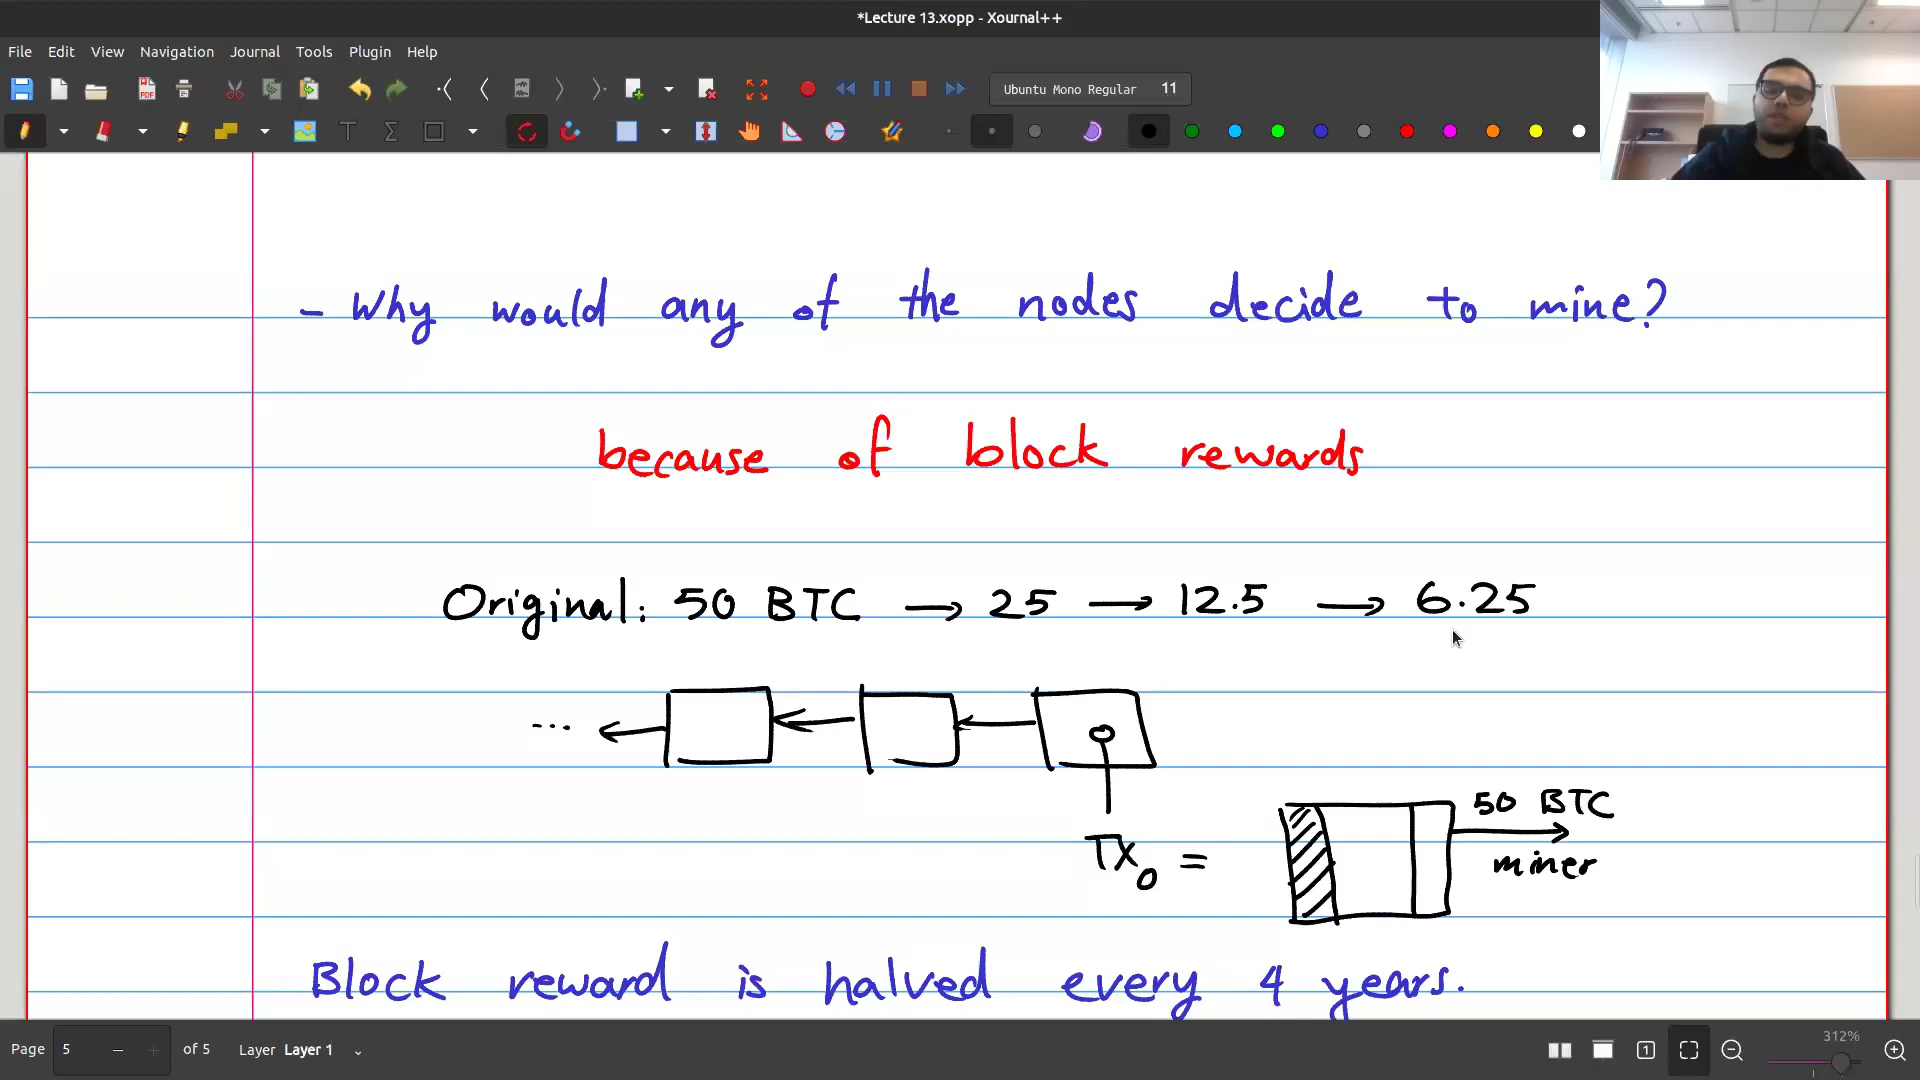 *Lecture 13.xopp - Xournal++
File Edit View Navigation Journal Tools Plugin Help
Ubuntu Mono Regular 11
- Why would any of the nodes decide to mine?
because of block rewards
Original: 50 BTC → 25 → 12.5 → 6.25
...
50 BTC
TX0 =
miner
Block reward is halved every 4 years.
312%
Page 5 of 5 Layer Layer 1